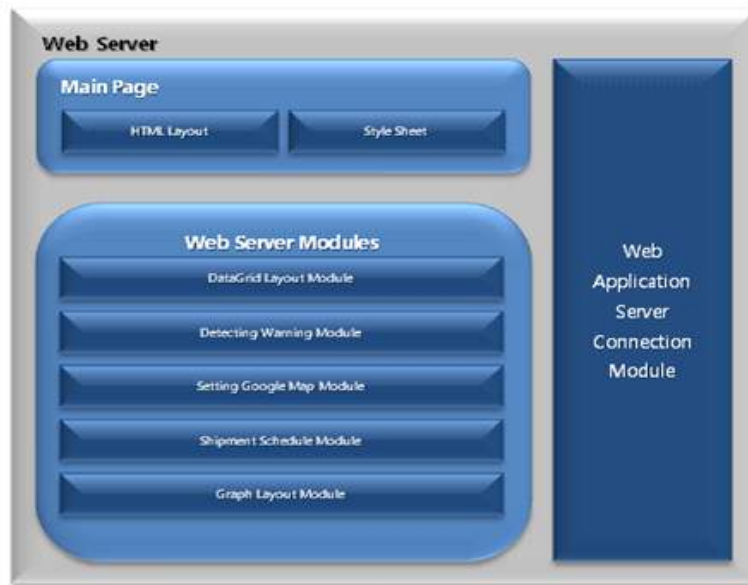 Web Server
Main Page
HTML Layout
Style Sheet
Web Server Modules
DataGrid Layout Module
Detecting Warning Module
Setting Google Map Module
Shipment Schedule Module
Graph Layout Module
Web
Application
Server
Connection
Module